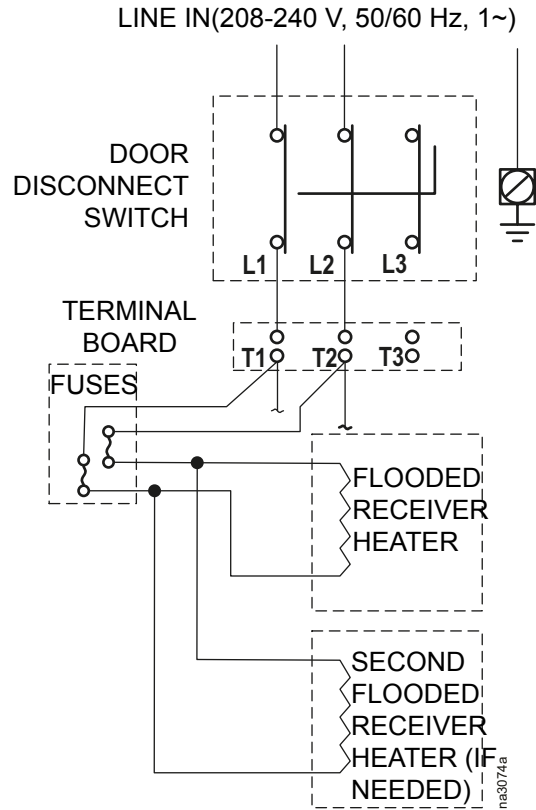 LINE IN(208-240 V, 50/60 Hz, 1~)
DOOR
DISCONNECT
SWITCH
L1
L2
L3
TERMINAL
BOARD
T1
T2
T3
FUSES
FLOODED
RECEIVER
HEATER
SECOND
FLOODED
RECEIVER
HEATER (IF
NEEDED)
na3074a